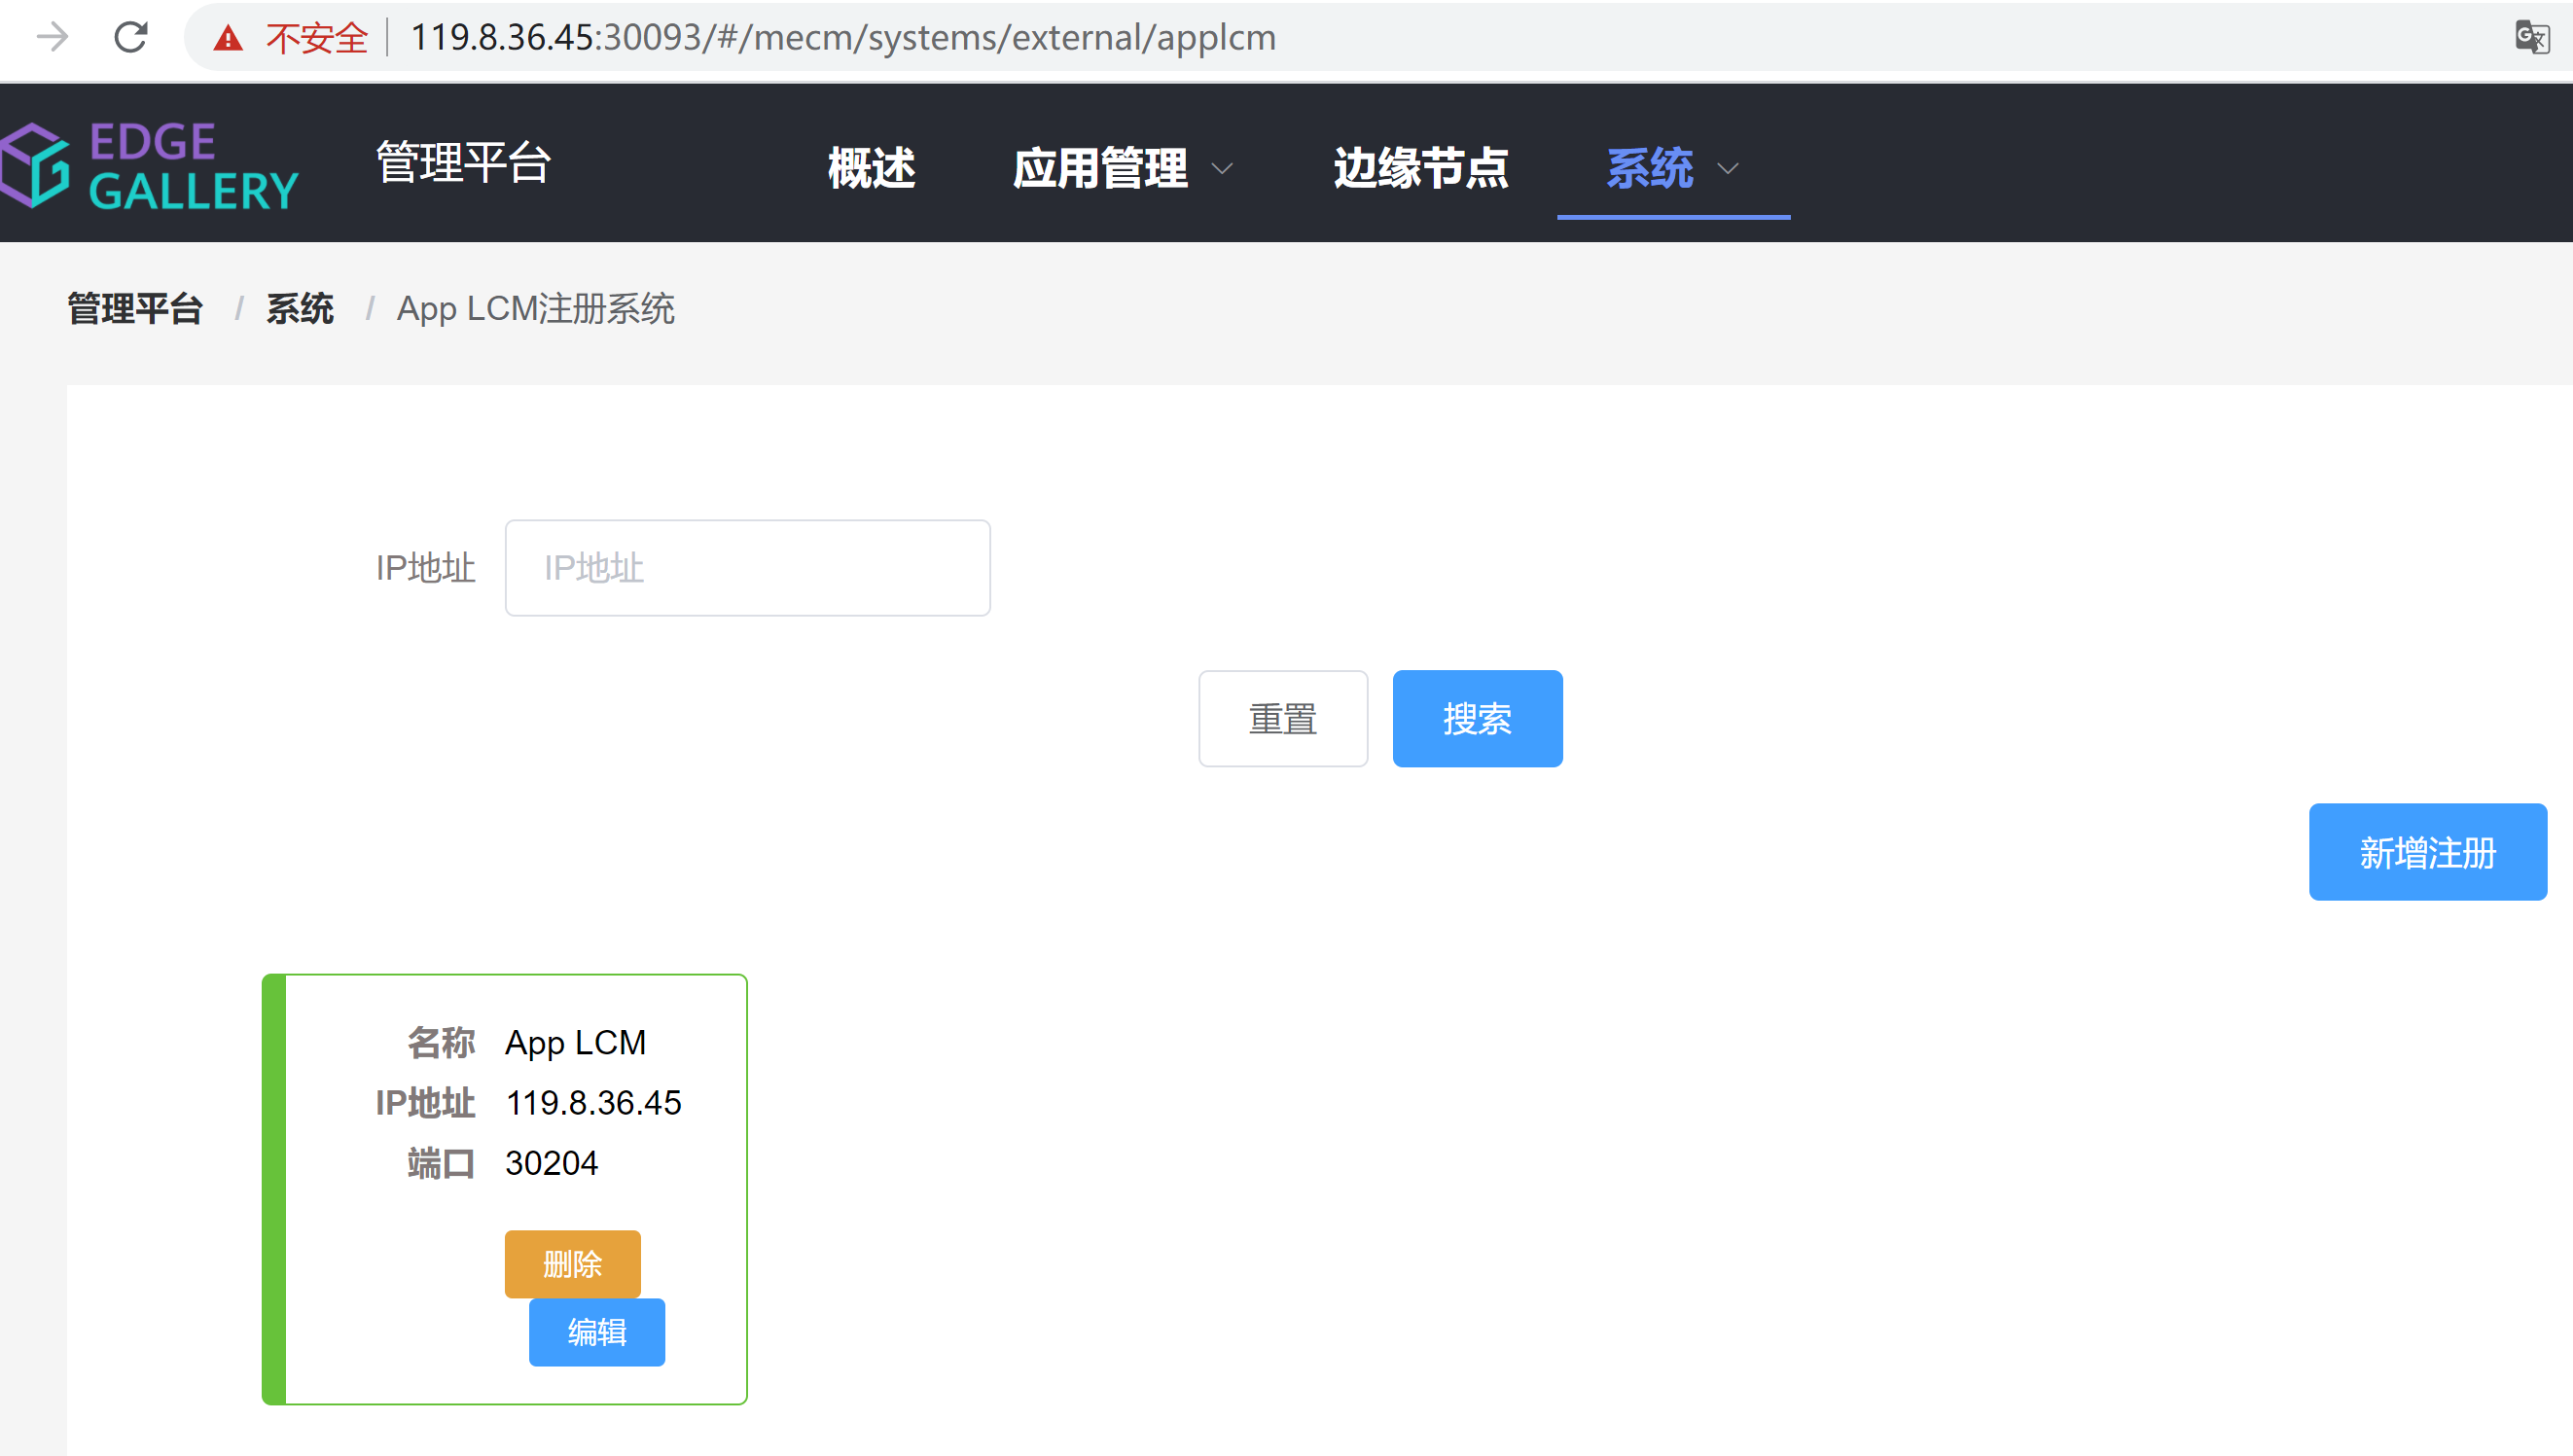 不安全 119.8.36.45:30093/#/mecm/systems/external/applcm
EDGE
GALLERY
管理平台 概述 应用管理 边缘节点 系统
管理平台 / 系统 / App LCM注册系统
IP地址 IP地址
重置 搜索
新增注册
名称 App LCM
IP地址 119.8.36.45
端口 30204
删除
编辑